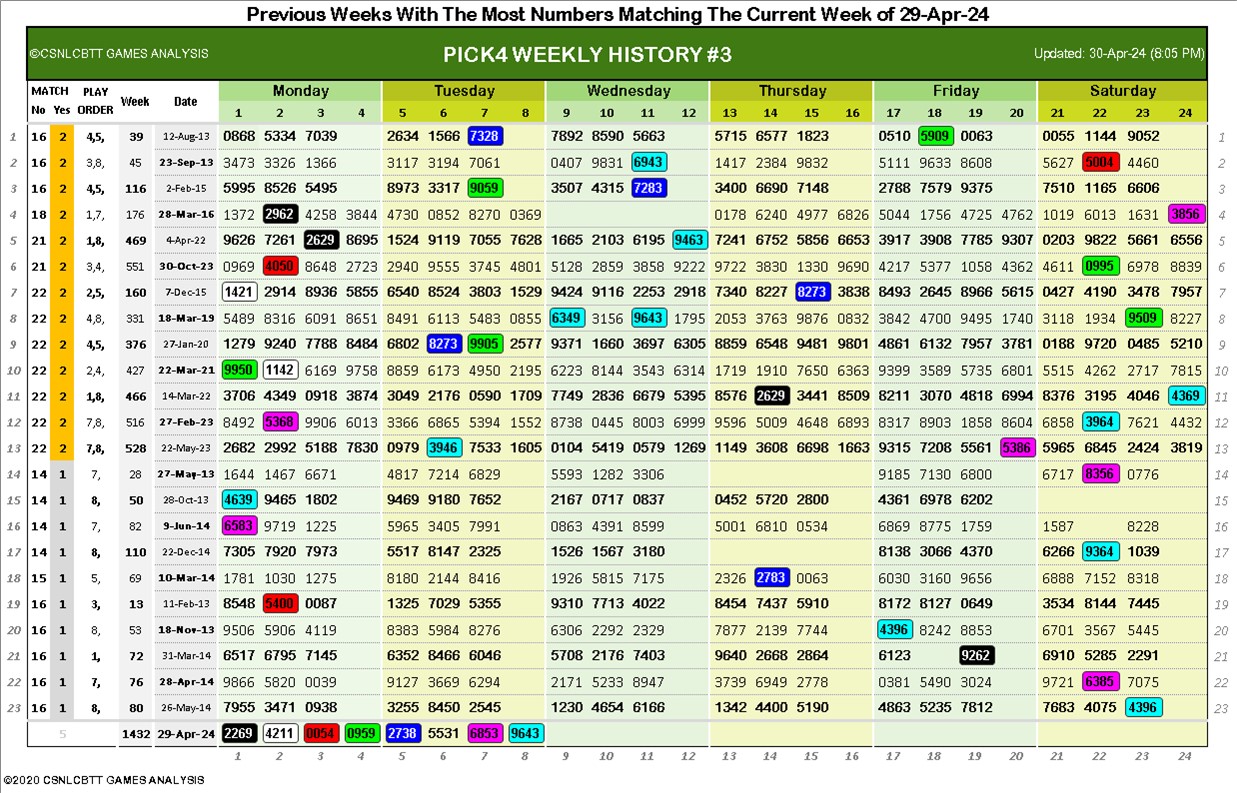 Previous Weeks With The Most Numbers Matching The Current Week of 29-Apr-24
©CSNLCBTT GAMES ANALYSIS PICK4 WEEKLY HISTORY #3 Updated: 30-Apr-24 (8:05 PM)
MATCH PLAY Week Date Monday Tuesday Wednesday Thursday Friday Saturday
No Yes ORDER 1 2 3 4 5 6 7 8 9 10 11 12 13 14 15 16 17 18 19 20 21 22 23 24
1 16 2 4,5, 39 12-Aug-13 0868 5334 7039 2634 1566 7328 7892 8590 5663 5715 6577 1823 0510 5909 0063 0055 1144 9052 1
2 16 2 3,8, 45 23-Sep-13 3473 3326 1366 3117 3194 7061 0407 9831 6943 1417 2384 9832 5111 9633 8608 5627 5004 4460 2
3 16 2 4,5, 116 2-Feb-15 5995 8526 5495 8973 3317 9059 3507 4315 7283 3400 6690 7148 2788 7579 9375 7510 1165 6606 3
4 18 2 1,7, 176 28-Mar-16 1372 2962 4258 3844 4730 0852 8270 0369 0178 6240 4977 6826 5044 1756 4725 4762 1019 6013 1631 3856 4
5 21 2 1,8, 469 4-Apr-22 9626 7261 2629 8695 1524 9119 7055 7628 1665 2103 6195 9463 7241 6752 5856 6653 3917 3908 7785 9307 0203 9822 5661 6556 5
6 21 2 3,4, 551 30-Oct-23 0969 4050 8648 2723 2940 9555 3745 4801 5128 2859 3858 9222 9722 3830 1330 9690 4217 5377 1058 4362 4611 0995 6978 8839 6
7 22 2 2,5, 160 7-Dec-15 1421 2914 8936 5855 6540 8524 3803 1529 9424 9116 2253 2918 7340 8227 8273 3838 8493 2645 8966 5615 0427 4190 3478 7957 7
8 22 2 4,8, 331 18-Mar-19 5489 8316 6091 8651 8491 6113 5483 0855 6349 3156 9643 1795 2053 3763 9876 0832 3842 4700 9495 1740 3118 1934 9509 8227 8
9 22 2 4,5, 376 27-Jan-20 1279 9240 7788 8484 6802 8273 9905 2577 9371 1660 3697 6305 8859 6548 9481 9801 4861 6132 7957 3781 0188 9720 0485 5210 9
10 22 2 2,4, 427 22-Mar-21 9950 1142 3169 9758 8859 6173 4950 2195 6223 8144 3543 6314 1719 1910 7650 6363 9399 3589 5735 6801 5515 4262 2717 7815 10
11 22 2 1,8, 466 14-Mar-22 3706 4349 0918 3874 3049 2176 0590 1709 7749 2836 6679 5395 8576 2629 3441 8509 8211 3070 4818 6994 8376 3195 4046 4369 11
12 22 2 7,8, 516 27-Feb-23 8492 5368 9906 6013 3908 6865 5394 1552 8738 0445 8003 6999 9596 5009 4648 6893 8317 8903 1858 8604 6858 3964 7621 4432 12
13 22 2 7,8, 528 22-May-23 2682 2992 5188 7830 0979 3946 7533 1605 0104 5419 0579 1269 1149 3608 6698 1663 9315 7208 5561 5386 5965 6845 2424 3819 13
14 14 1 7, 28 27-May-13 1644 1467 6671 4817 7214 6829 5593 1282 3306 9185 7130 6800 6717 8356 0776 14
15 14 1 8, 50 28-Oct-13 4639 9465 1802 9469 9180 7652 2167 0717 0837 0452 5720 2800 4361 6978 6202 15
16 14 1 7, 82 9-Jun-14 6583 9719 1225 5965 3405 7991 0863 4391 8599 5001 6810 0534 6869 8775 1759 1587 8228 16
17 14 1 8, 110 22-Dec-14 7305 7920 7973 5517 8147 2325 1526 1567 3180 8138 3066 4370 6266 9364 1039 17
18 15 1 5, 69 10-Mar-14 1781 1030 1275 8180 2144 8416 1926 5815 7175 2326 2783 0063 6030 3160 9656 6888 7152 8318 18
19 16 1 3, 13 11-Feb-13 8548 5400 0087 1325 7029 5355 9310 7713 4022 8454 7437 5910 8172 8127 0649 3534 8144 7445 19
20 16 1 8, 53 18-Nov-13 9506 5906 4119 8383 5984 8276 6306 2292 2329 7877 2139 7744 4396 8242 8853 6701 3567 5445 20
21 16 1 1, 72 31-Mar-14 6517 6795 7145 6352 8466 6046 5708 2176 7403 9640 2668 2864 6123 9262 6910 5285 2291 21
22 16 1 7, 76 28-Apr-14 9866 5820 0039 9127 3669 6294 2171 5233 8947 3739 6949 2778 0381 5490 3024 9721 6385 7075 22
23 16 1 8, 80 26-May-14 7955 3471 0938 3255 8450 2545 1230 4654 6166 1342 4400 5190 4863 5235 7812 7683 4075 4396 23
5 1432 29-Apr-24 2269 4211 0054 0959 2738 5531 6853 9643
1 2 3 4 5 6 7 8 9 10 11 12 13 14 15 16 17 18 19 20 21 22 23 24
©2020 CSNLCBTT GAMES ANALYSIS